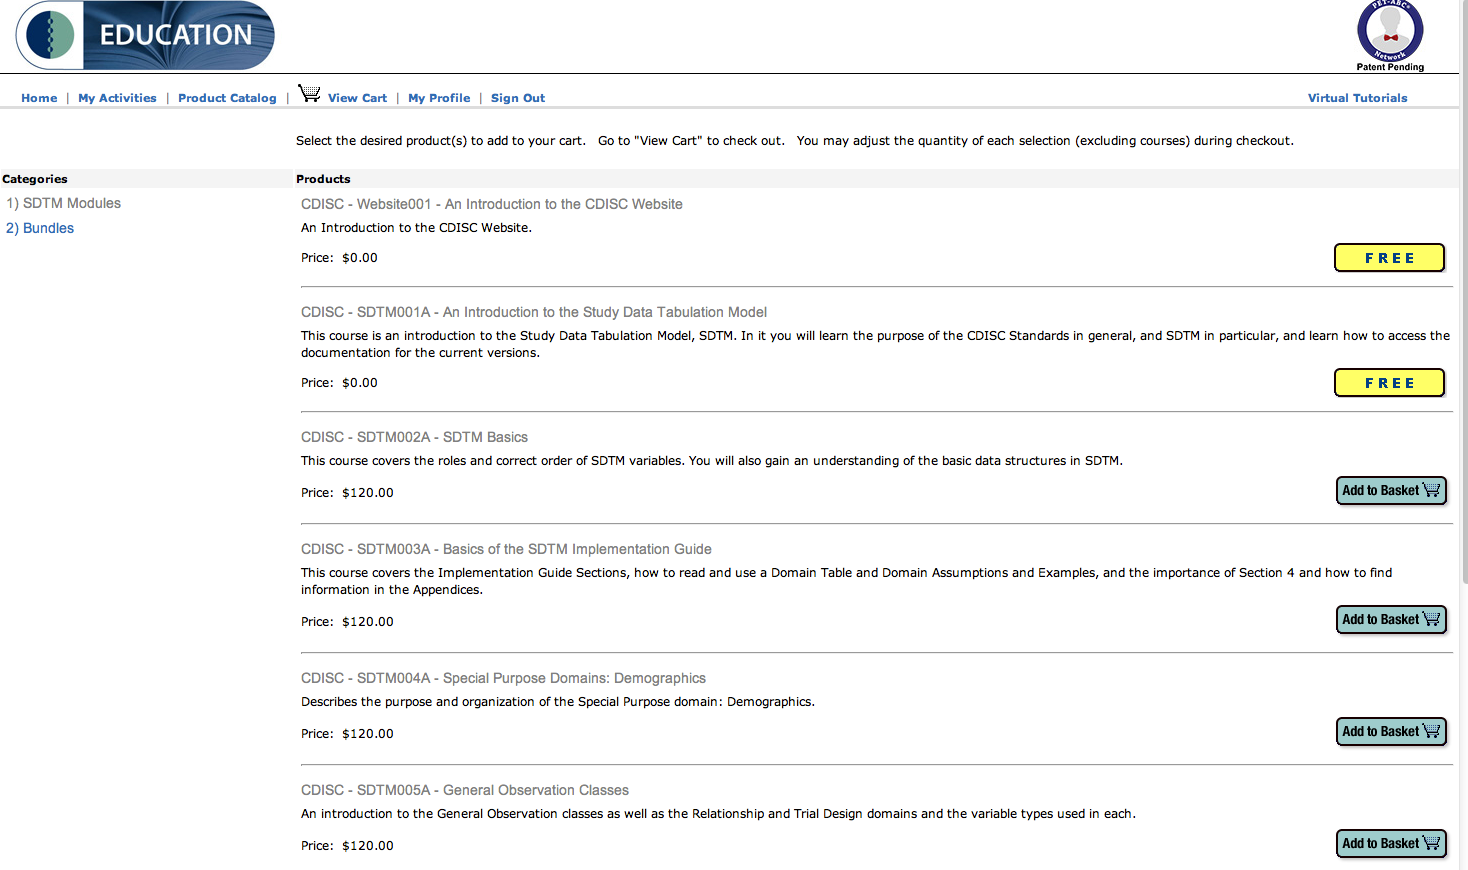 EDUCATION
PET-ABC®
Network
Patent Pending
Home | My Activities | Product Catalog | View Cart | My Profile | Sign Out
Virtual Tutorials
Select the desired product(s) to add to your cart. Go to "View Cart" to check out. You may adjust the quantity of each selection (excluding courses) during checkout.
Categories
1) SDTM Modules
2) Bundles
Products
CDISC - Website001 - An Introduction to the CDISC Website
An Introduction to the CDISC Website.
Price: $0.00
FREE
CDISC - SDTM001A - An Introduction to the Study Data Tabulation Model
This course is an introduction to the Study Data Tabulation Model, SDTM. In it you will learn the purpose of the CDISC Standards in general, and SDTM in particular, and learn how to access the
documentation for the current versions.
Price: $0.00
FREE
CDISC - SDTM002A - SDTM Basics
This course covers the roles and correct order of SDTM variables. You will also gain an understanding of the basic data structures in SDTM.
Price: $120.00
Add to Basket
CDISC - SDTM003A - Basics of the SDTM Implementation Guide
This course covers the Implementation Guide Sections, how to read and use a Domain Table and Domain Assumptions and Examples, and the importance of Section 4 and how to find
information in the Appendices.
Price: $120.00
Add to Basket
CDISC - SDTM004A - Special Purpose Domains: Demographics
Describes the purpose and organization of the Special Purpose domain: Demographics.
Price: $120.00
Add to Basket
CDISC - SDTM005A - General Observation Classes
An introduction to the General Observation classes as well as the Relationship and Trial Design domains and the variable types used in each.
Price: $120.00
Add to Basket